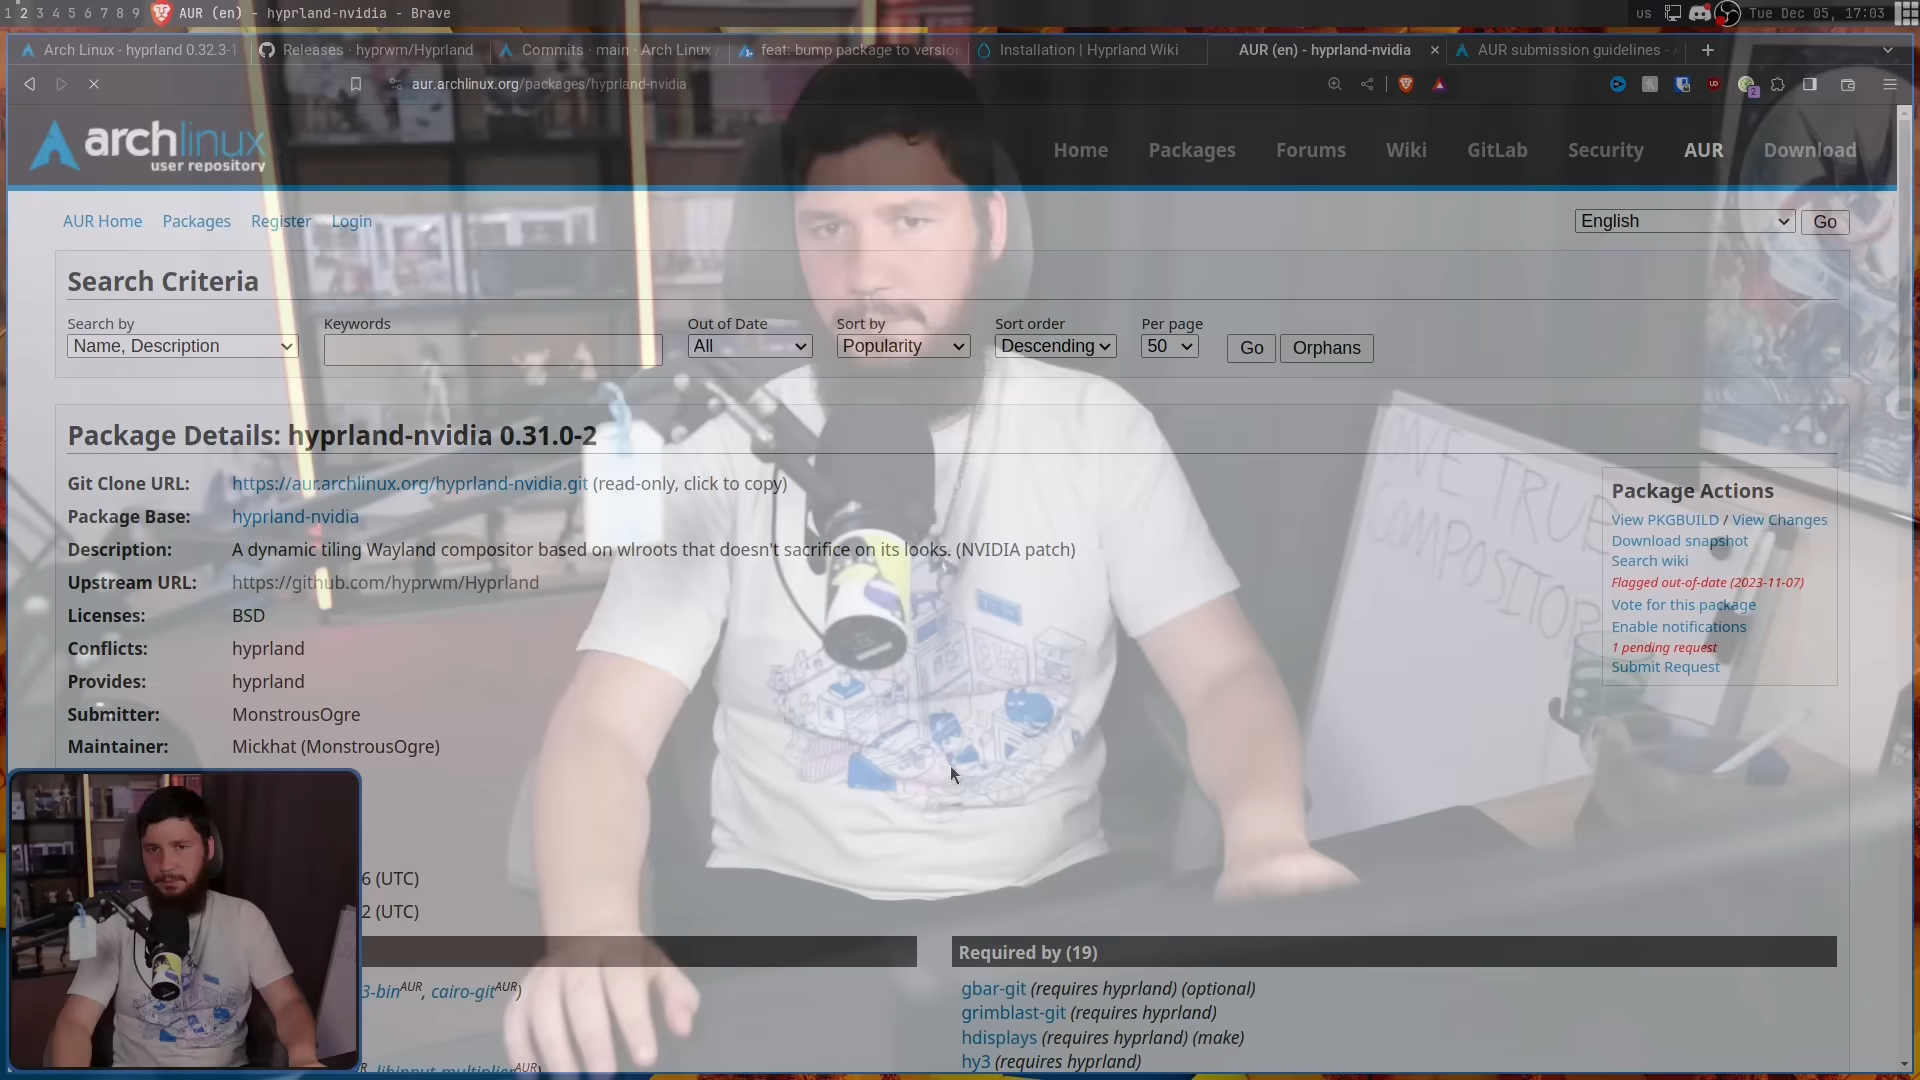 1 2 3 4 5 6 7 8 9 AUR (en) - hyprland-nvidia - Brave
us Tue Dec 05, 17:03
Arch Linux - hyprland 0.32.3-1
Releases · hyprwm/Hyprland
Commits · main · Arch Linux
feat: bump package to version
Installation | Hyprland Wiki
AUR (en) - hyprland-nvidia
AUR submission guidelines -
aur.archlinux.org/packages/hyprland-nvidia
2
archlinux
user repository
Home Packages Forums Wiki GitLab Security AUR Download
AUR Home Packages Register Login
English Go
Search Criteria
Search by Keywords Out of Date Sort by Sort order Per page
Name, Description All Popularity Descending 50 Go Orphans
Package Details: hyprland-nvidia 0.31.0-2
Git Clone URL: https://aur.archlinux.org/hyprland-nvidia.git (read-only, click to copy)
Package Base: hyprland-nvidia
Description: A dynamic tiling Wayland compositor based on wlroots that doesn't sacrifice on its looks. (NVIDIA patch)
Upstream URL: https://github.com/hyprwm/Hyprland
Licenses: BSD
Conflicts: hyprland
Provides: hyprland
Submitter: MonstrousOgre
Maintainer: Mickhat (MonstrousOgre)
6 (UTC)
2 (UTC)
Package Actions
View PKGBUILD / View Changes
Download snapshot
Search wiki
Flagged out-of-date (2023-11-07)
Vote for this package
Enable notifications
1 pending request
Submit Request
ONE TRUE
COMPOSITOR
3-binAUR, cairo-gitAUR)
libinput-multiplierAUR)
Required by (19)
gbar-git (requires hyprland) (optional)
grimblast-git (requires hyprland)
hdisplays (requires hyprland) (make)
hy3 (requires hyprland)